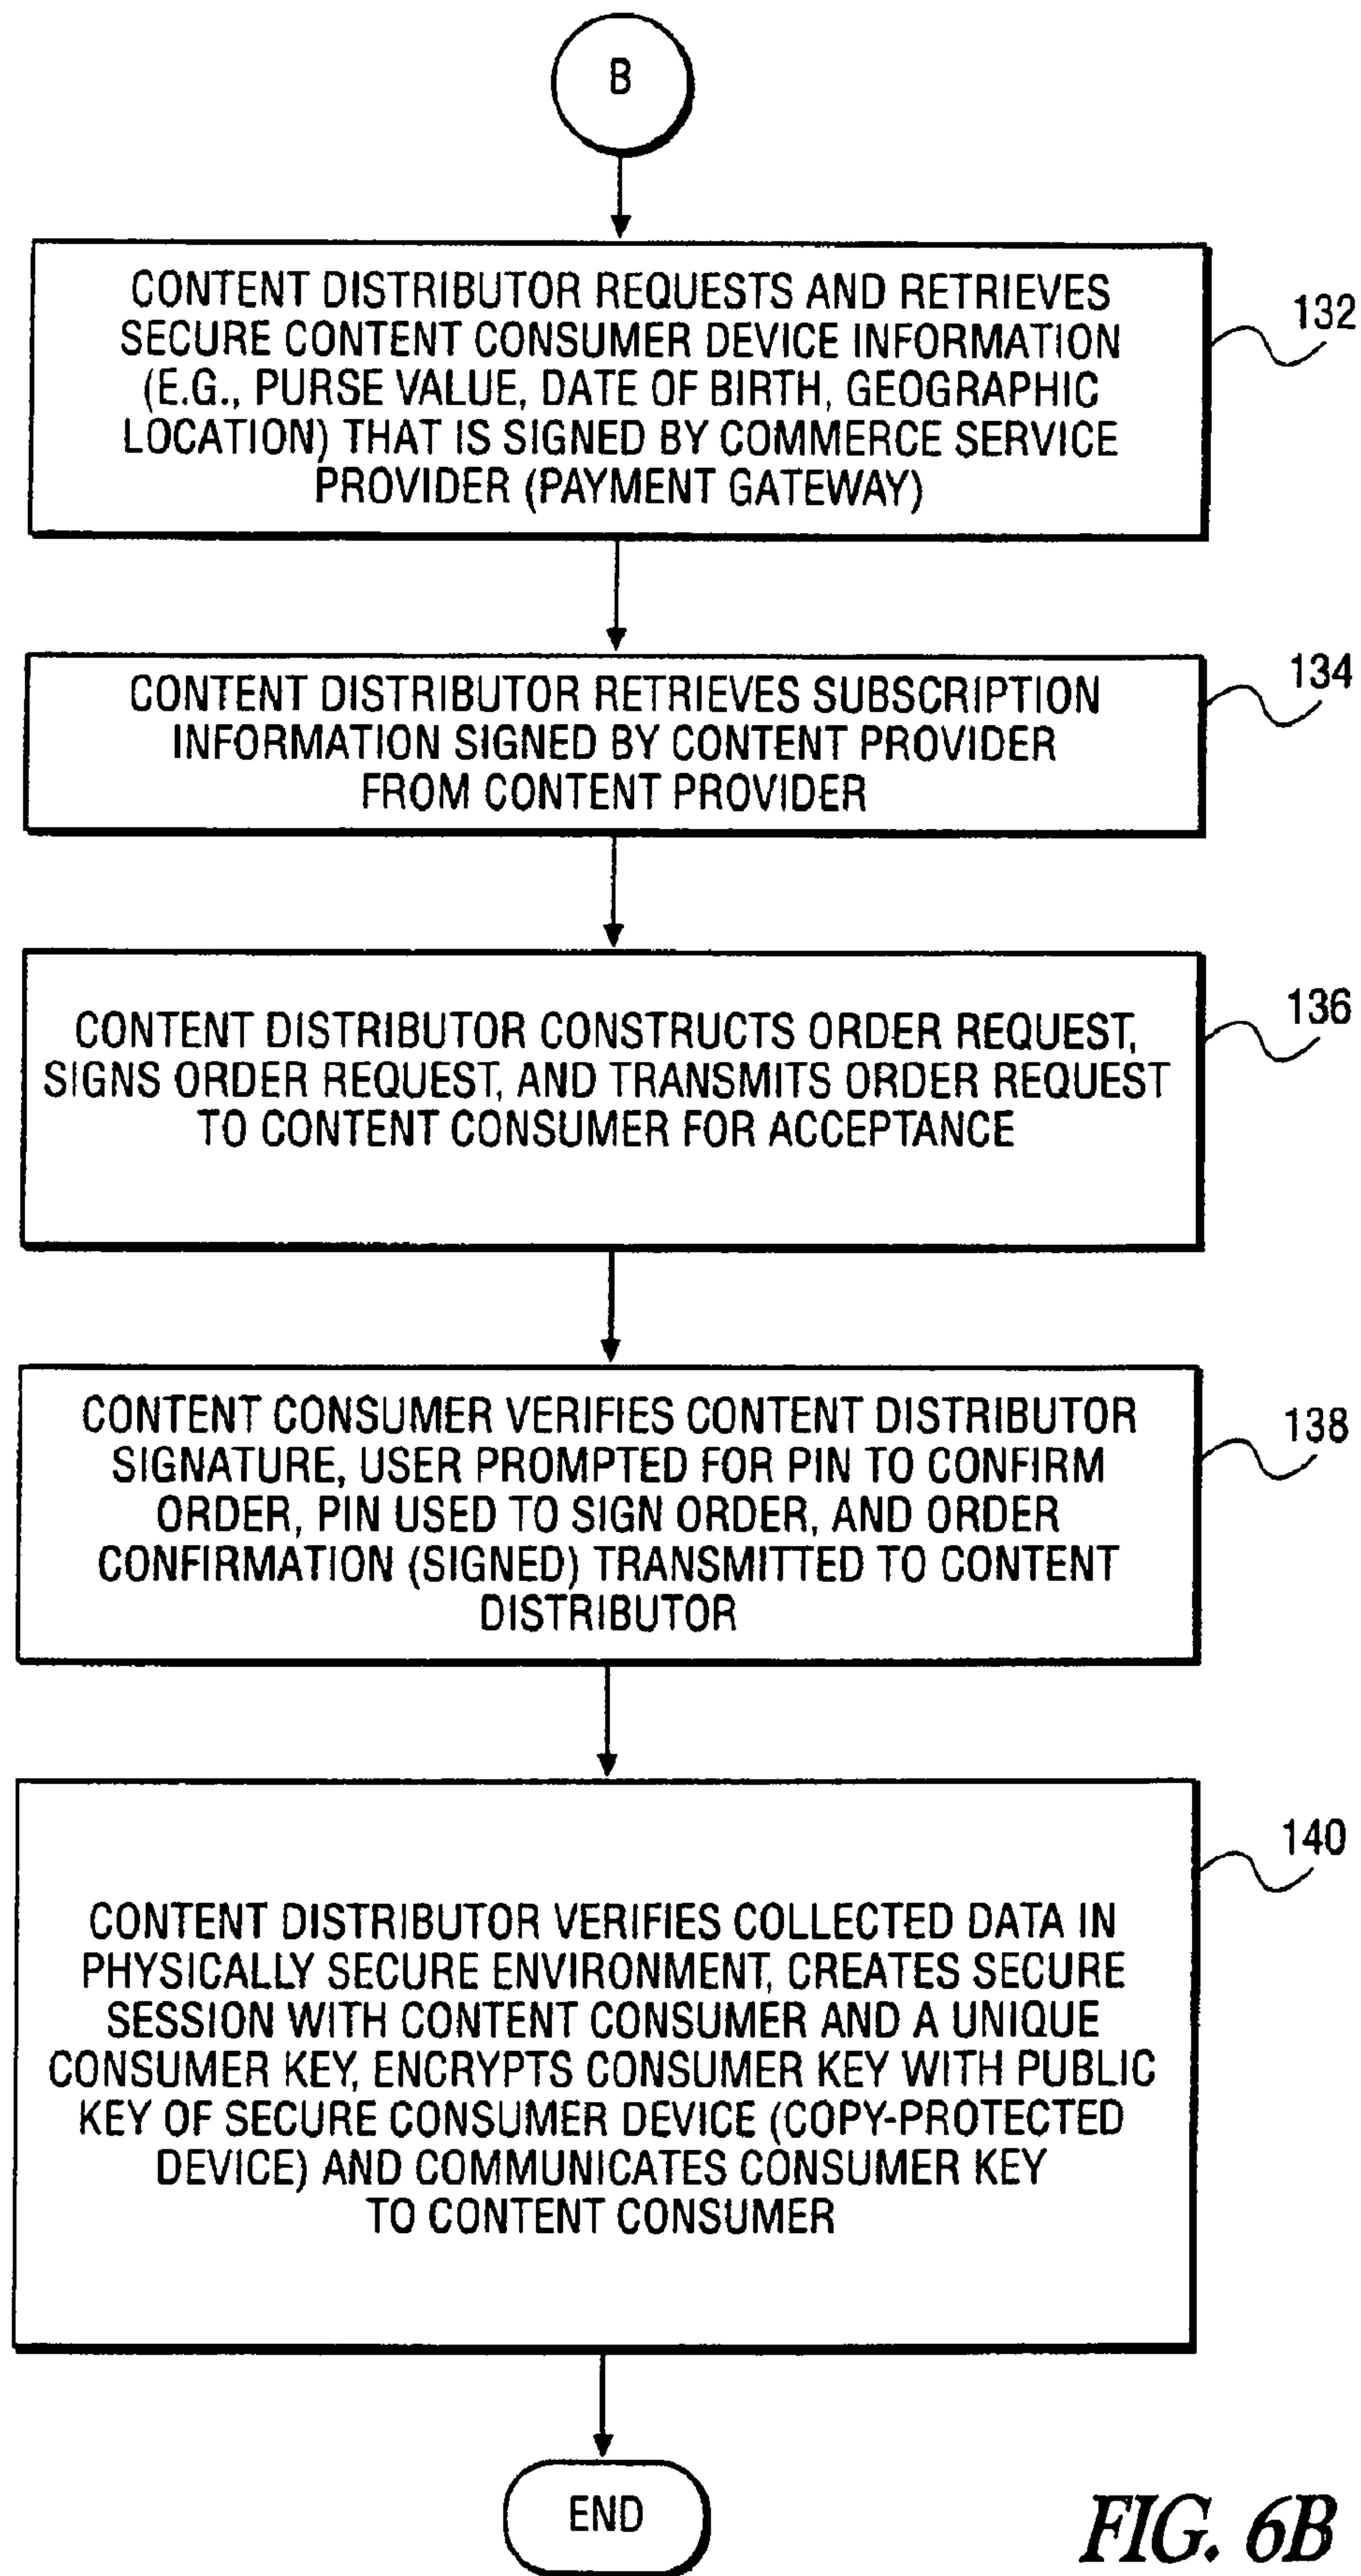 B
CONTENT DISTRIBUTOR REQUESTS AND RETRIEVES
SECURE CONTENT CONSUMER DEVICE INFORMATION
(E.G., PURSE VALUE, DATE OF BIRTH, GEOGRAPHIC
LOCATION) THAT IS SIGNED BY COMMERCE SERVICE
PROVIDER (PAYMENT GATEWAY)
132
CONTENT DISTRIBUTOR RETRIEVES SUBSCRIPTION
INFORMATION SIGNED BY CONTENT PROVIDER
FROM CONTENT PROVIDER
134
CONTENT DISTRIBUTOR CONSTRUCTS ORDER REQUEST,
SIGNS ORDER REQUEST, AND TRANSMITS ORDER REQUEST
TO CONTENT CONSUMER FOR ACCEPTANCE
136
CONTENT CONSUMER VERIFIES CONTENT DISTRIBUTOR
SIGNATURE, USER PROMPTED FOR PIN TO CONFIRM
ORDER, PIN USED TO SIGN ORDER, AND ORDER
CONFIRMATION (SIGNED) TRANSMITTED TO CONTENT
DISTRIBUTOR
138
CONTENT DISTRIBUTOR VERIFIES COLLECTED DATA IN
PHYSICALLY SECURE ENVIRONMENT, CREATES SECURE
SESSION WITH CONTENT CONSUMER AND A UNIQUE
CONSUMER KEY, ENCRYPTS CONSUMER KEY WITH PUBLIC
KEY OF SECURE CONSUMER DEVICE (COPY-PROTECTED
DEVICE) AND COMMUNICATES CONSUMER KEY
TO CONTENT CONSUMER
140
END
FIG. 6B